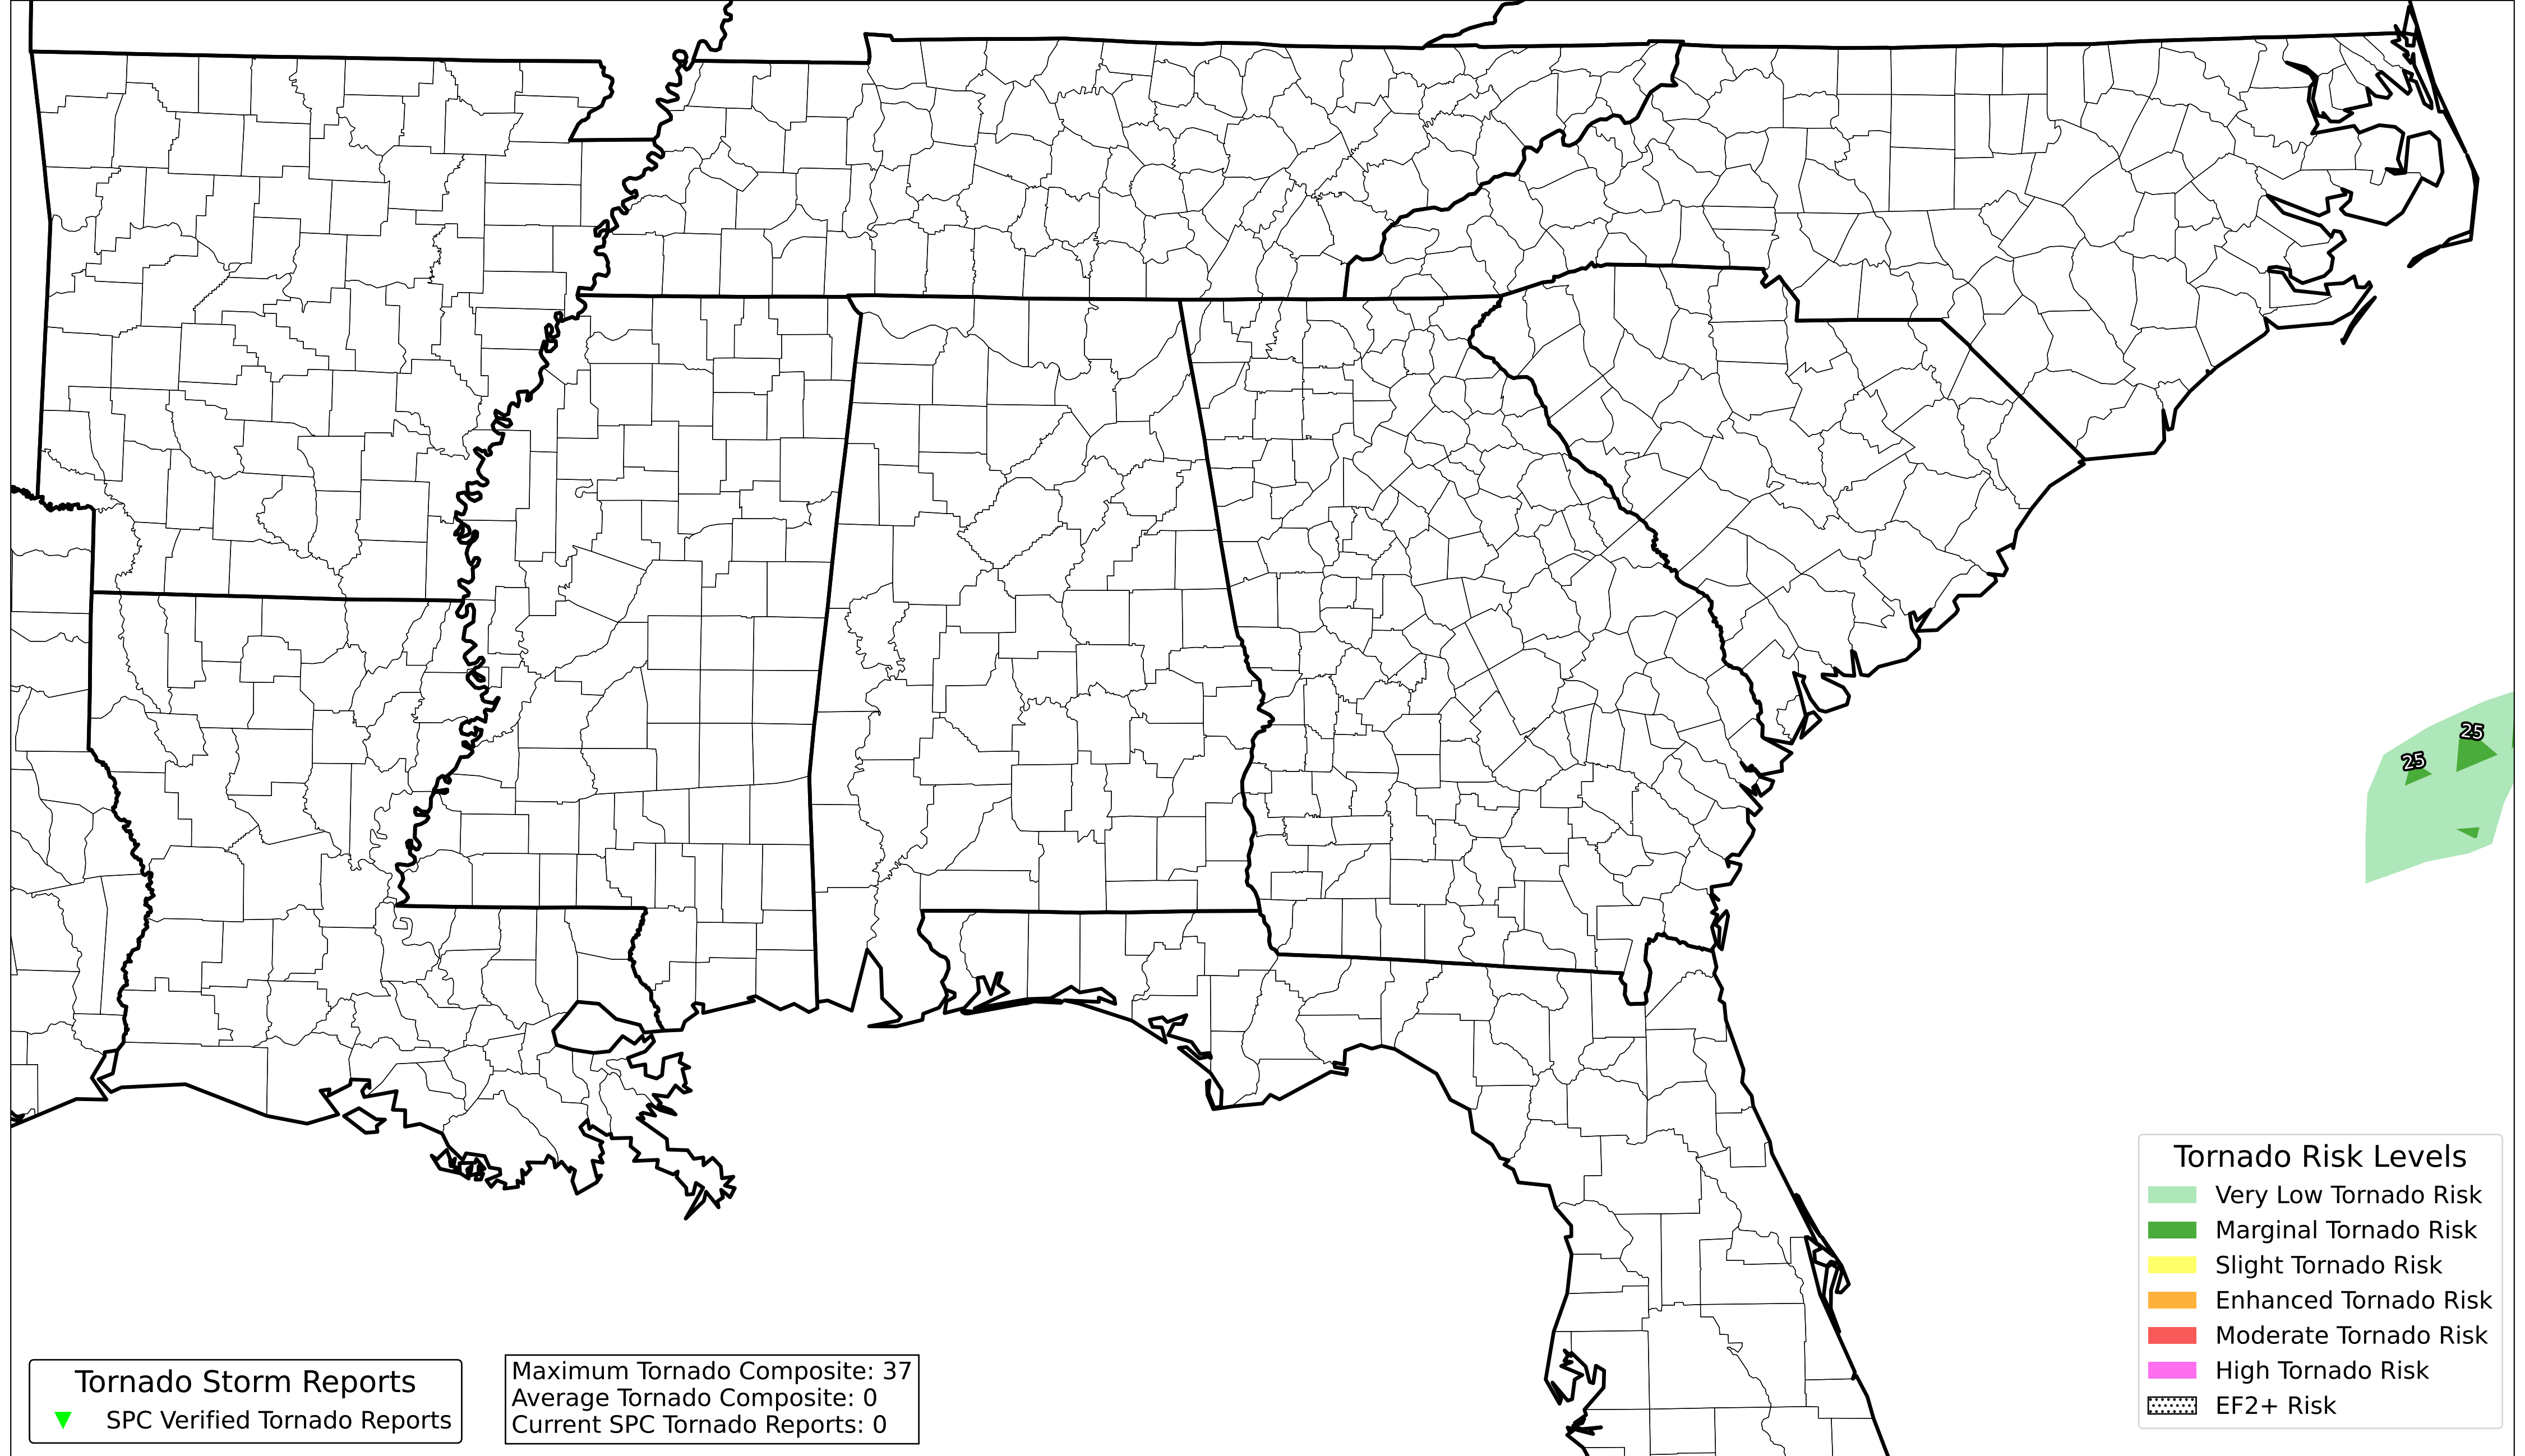 25
25
Tornado Risk Levels
Very Low Tornado Risk
Marginal Tornado Risk
Slight Tornado Risk
Enhanced Tornado Risk
Moderate Tornado Risk
High Tornado Risk
EF2+ Risk
Tornado Storm Reports
SPC Verified Tornado Reports
Maximum Tornado Composite: 37
Average Tornado Composite: 0
Current SPC Tornado Reports: 0